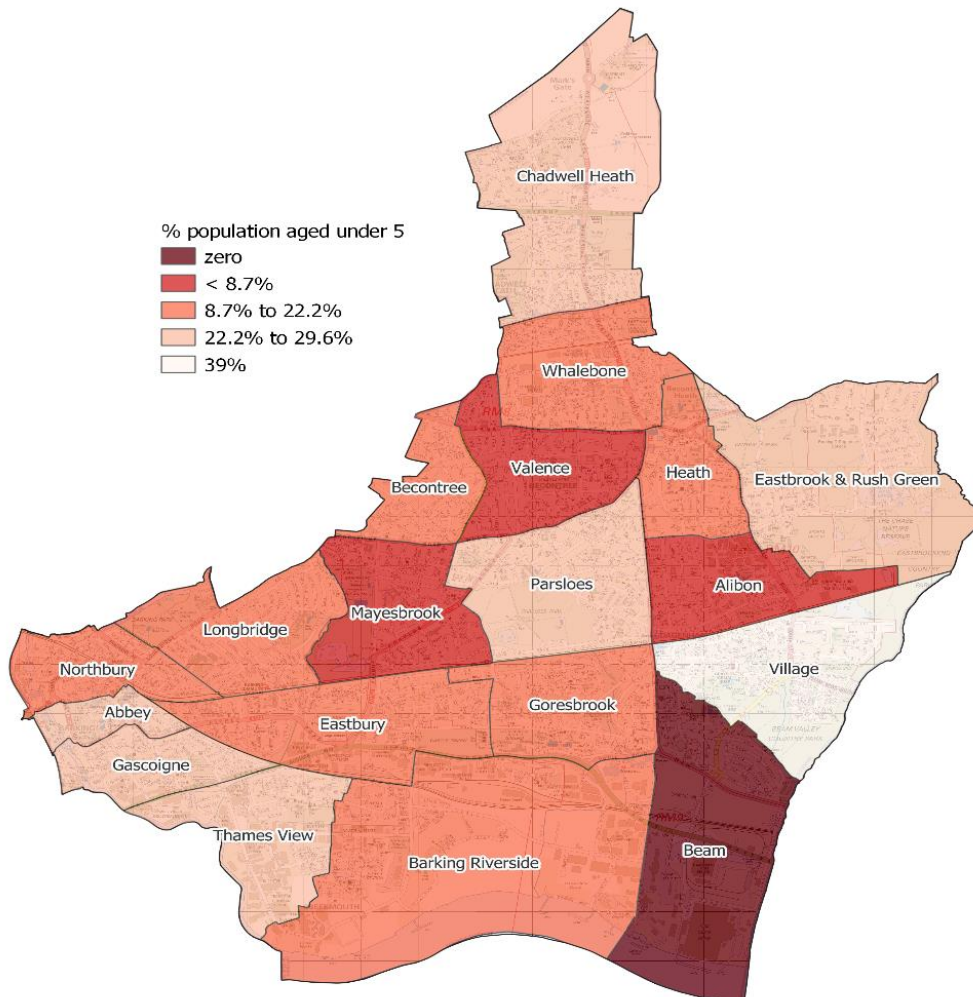 Chadwell Heath
% population aged under 5
zero
< 8.7%
8.7% to 22.2%
22.2% to 29.6%
39%
Whalebone
Valence
Becontree
Heath
Eastbrook & Rush Green
Parsloes
Alibon
Mayesbrook
Longbridge
Northbury
Village
Abbey
Goresbrook
Eastbury
Gascoigne
Thames View
Barking Riverside
Beam